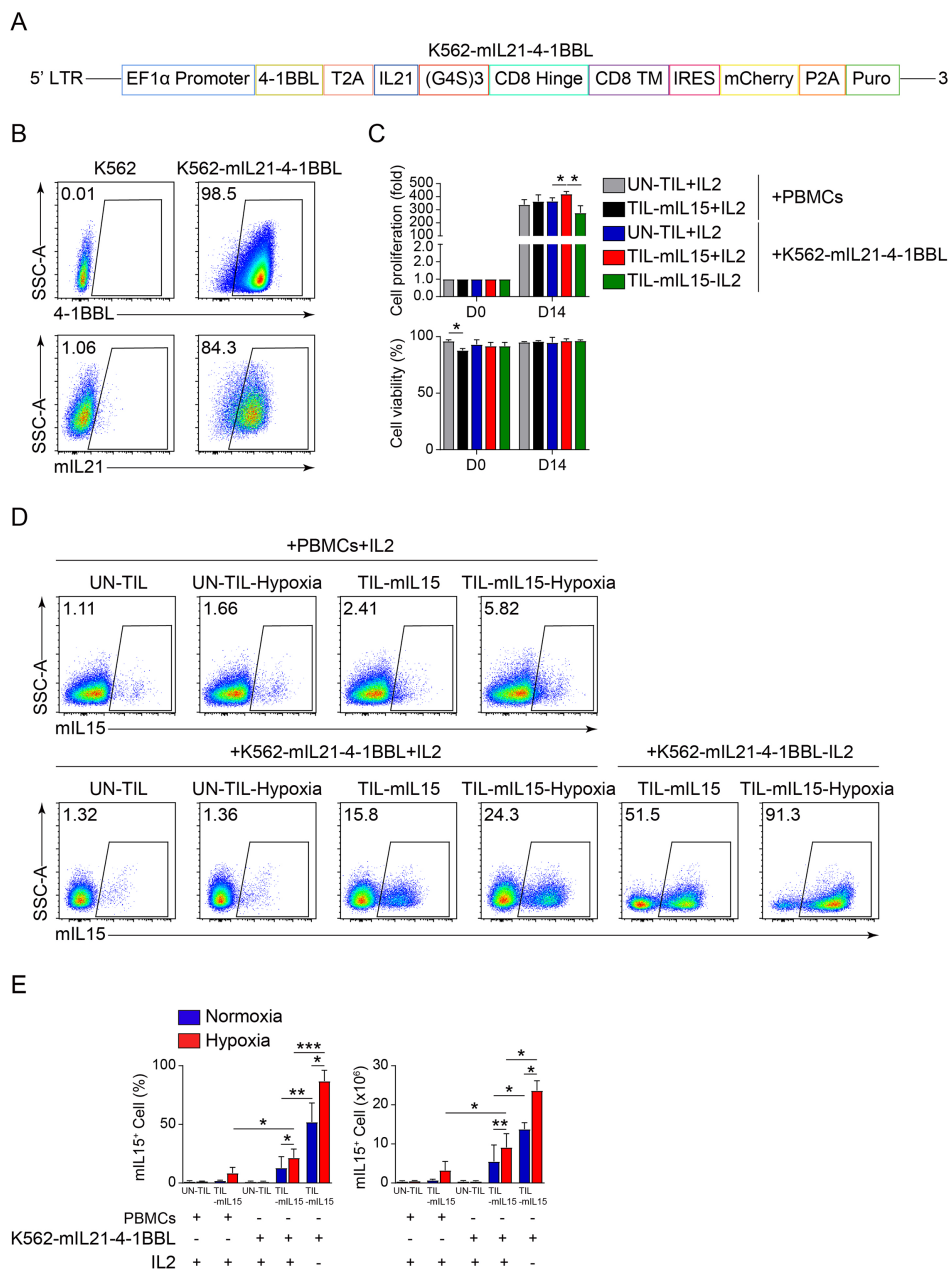 A
K562-mIL21-4-1BBL
5' LTR EF1α Promoter 4-1BBL T2A IL21 (G4S)3 CD8 Hinge CD8 TM IRES mCherry P2A Puro 3
B
K562 K562-mIL21-4-1BBL
0.01 98.5
SSC-A
4-1BBL
1.06 84.3
SSC-A
mIL21
C
Cell proliferation (fold)
500
400
300
200
100
2.0
1.0
0.0
* *
D0 D14
UN-TIL+IL2
TIL-mIL15+IL2
+PBMCs
UN-TIL+IL2
TIL-mIL15+IL2
TIL-mIL15-IL2
+K562-mIL21-4-1BBL
Cell viability (%)
100
50
0
*
D0 D14
D
+PBMCs+IL2
UN-TIL UN-TIL-Hypoxia TIL-mIL15 TIL-mIL15-Hypoxia
1.11 1.66 2.41 5.82
SSC-A
mIL15
+K562-mIL21-4-1BBL+IL2 +K562-mIL21-4-1BBL-IL2
UN-TIL UN-TIL-Hypoxia TIL-mIL15 TIL-mIL15-Hypoxia TIL-mIL15 TIL-mIL15-Hypoxia
1.32 1.36 15.8 24.3 51.5 91.3
SSC-A
mIL15
E
Normoxia
Hypoxia
mIL15+ Cell (%)
100
50
0
*** * ** * *
UN-TIL TIL-mIL15 UN-TIL TIL-mIL15 TIL-mIL15
mIL15+ Cell (x10⁶)
30
20
10
0
* * * * **
UN-TIL TIL-mIL15 UN-TIL TIL-mIL15 TIL-mIL15
PBMCs + + - - - + + - - -
K562-mIL21-4-1BBL - - + + + - - + + +
IL2 + + + + - + + + + -